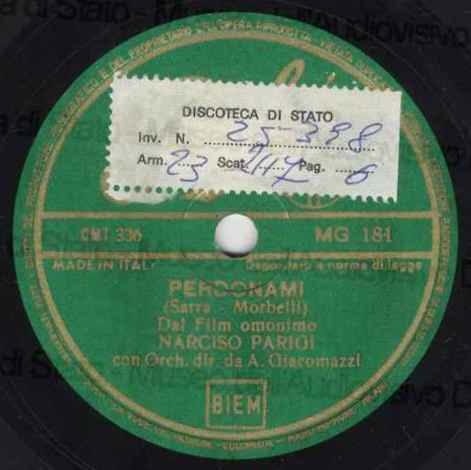 DISCOTECA DI STATO
Inv. N. 25398
Arm. 23 Scat. 417 Pag. 6
CMT 336
MG 181
MADE IN ITALY
Depositato a norma di legge
PERDONAMI
(Sarra - Morbelli)
Dal Film omonimo
NARCISO PARIGI
con Orch. dir. da A. Giacomazzi
BIEM